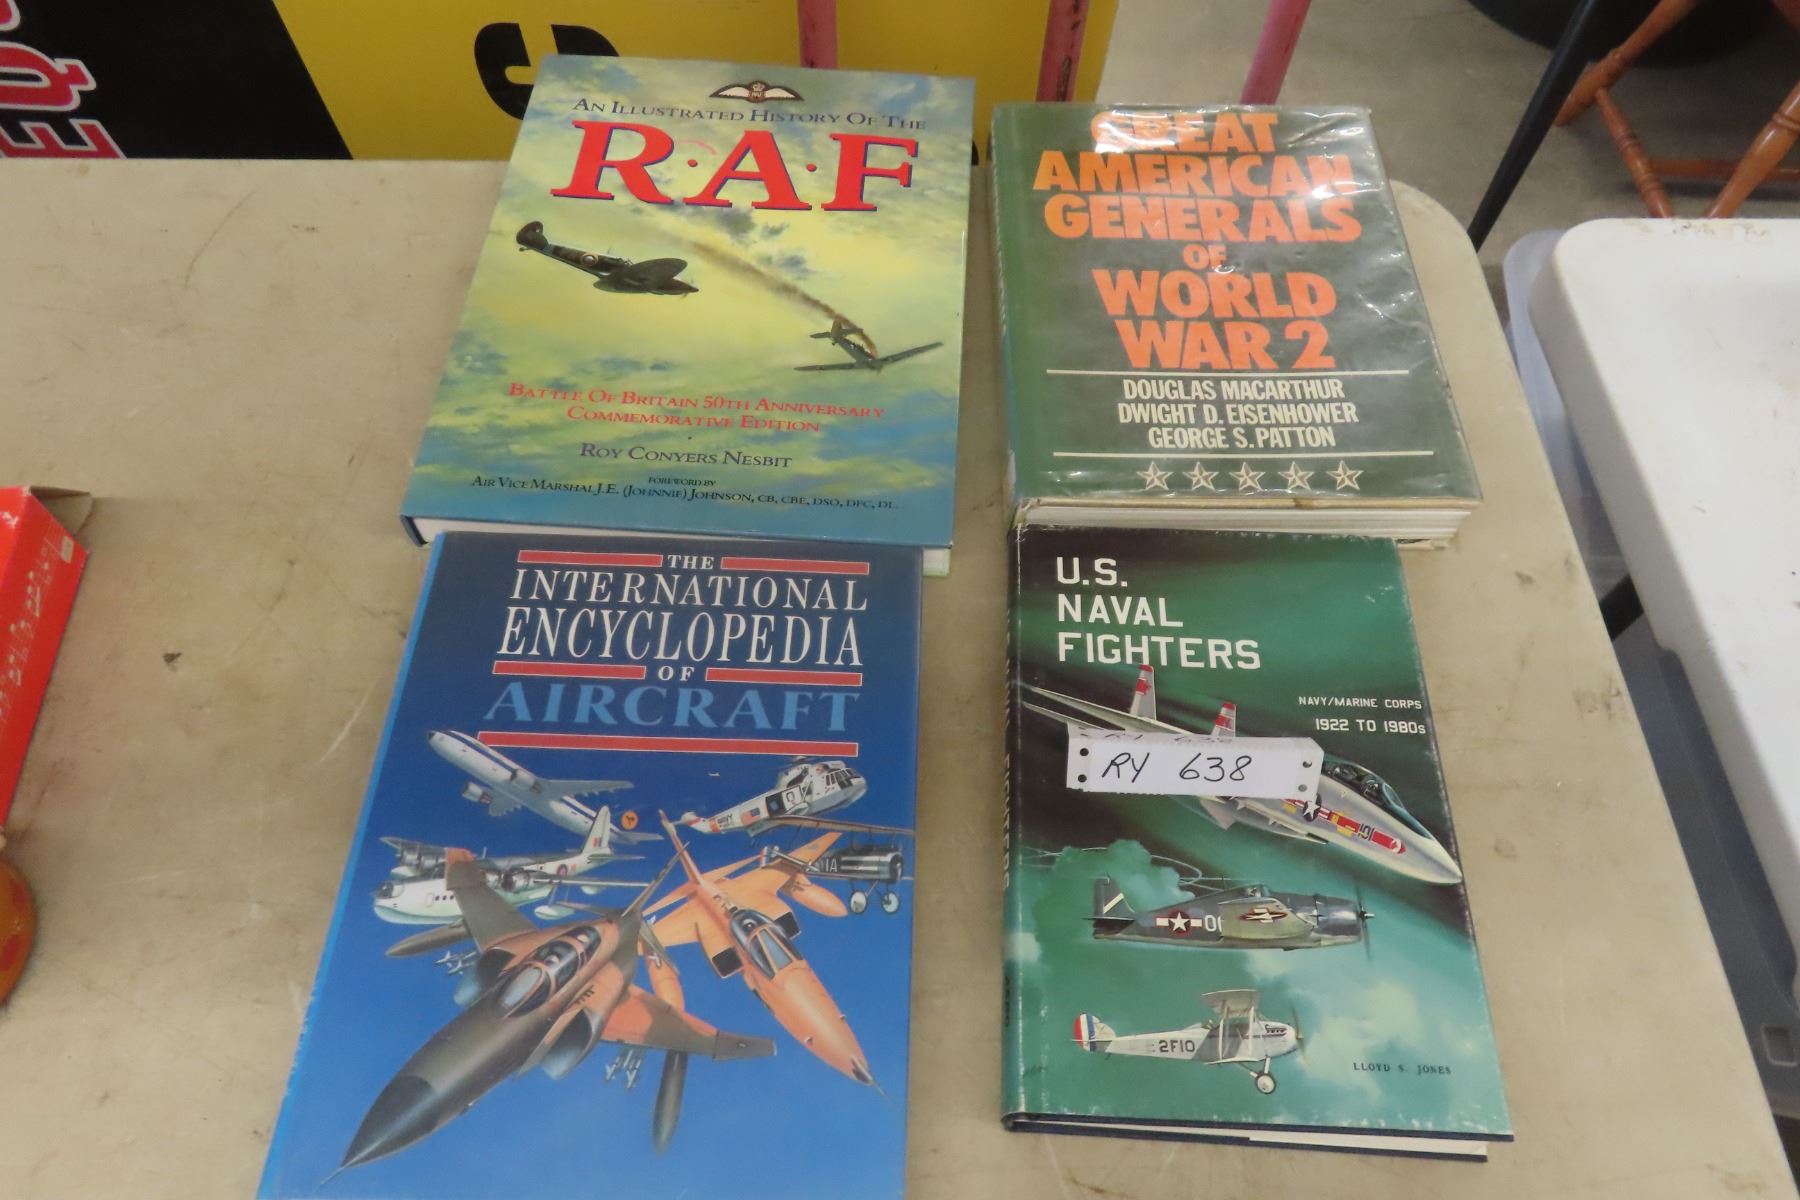 AN ILLUSTRATED HISTORY OF THE
R·A·F
BATTLE OF BRITAIN 50TH ANNIVERSARY
COMMEMORATIVE EDITION
ROY CONYERS NESBIT
FOREWORD BY
AIR VICE MARSHAL J.E. (JOHNNIE) JOHNSON, CB, CBE, DSO, DFC, DL.
GREAT
AMERICAN
GENERALS
OF
WORLD
WAR 2
DOUGLAS MACARTHUR
DWIGHT D. EISENHOWER
GEORGE S. PATTON
THE
INTERNATIONAL
ENCYCLOPEDIA
OF
AIRCRAFT
NAVY
1A
U.S.
NAVAL
FIGHTERS
NAVY/MARINE CORPS
1922 TO 1980s
RY 638
101
2F10
LLOYD S. JONES